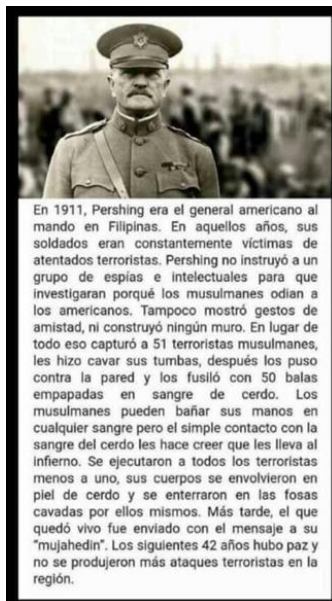 En 1911, Pershing era el general americano al
mando en Filipinas. En aquellos años, sus
soldados eran constantemente víctimas de
atentados terroristas. Pershing no instruyó a un
grupo de espías e intelectuales para que
investigaran porqué los musulmanes odian a
los americanos. Tampoco mostró gestos de
amistad, ni construyó ningún muro. En lugar de
todo eso capturó a 51 terroristas musulmanes,
les hizo cavar sus tumbas, después los puso
contra la pared y los fusiló con 50 balas
empapadas en sangre de cerdo. Los
musulmanes pueden bañar sus manos en
cualquier sangre pero el simple contacto con la
sangre del cerdo les hace creer que les lleva al
infierno. Se ejecutaron a todos los terroristas
menos a uno, sus cuerpos se envolvieron en
piel de cerdo y se enterraron en las fosas
cavadas por ellos mismos. Más tarde, el que
quedó vivo fue enviado con el mensaje a su
"mujahedin". Los siguientes 42 años hubo paz y
no se produjeron más ataques terroristas en la
región.